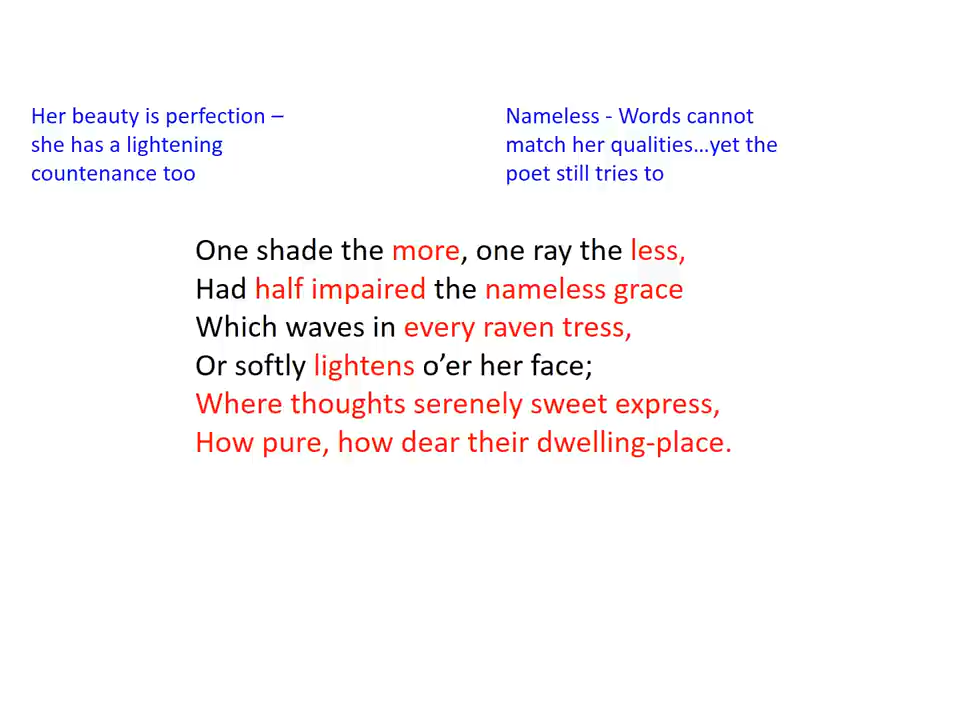 Her beauty is perfection –
she has a lightening
countenance too
Nameless - Words cannot
match her qualities...yet the
poet still tries to
One shade the more, one ray the less,
Had half impaired the nameless grace
Which waves in every raven tress,
Or softly lightens o’er her face;
Where thoughts serenely sweet express,
How pure, how dear their dwelling-place.